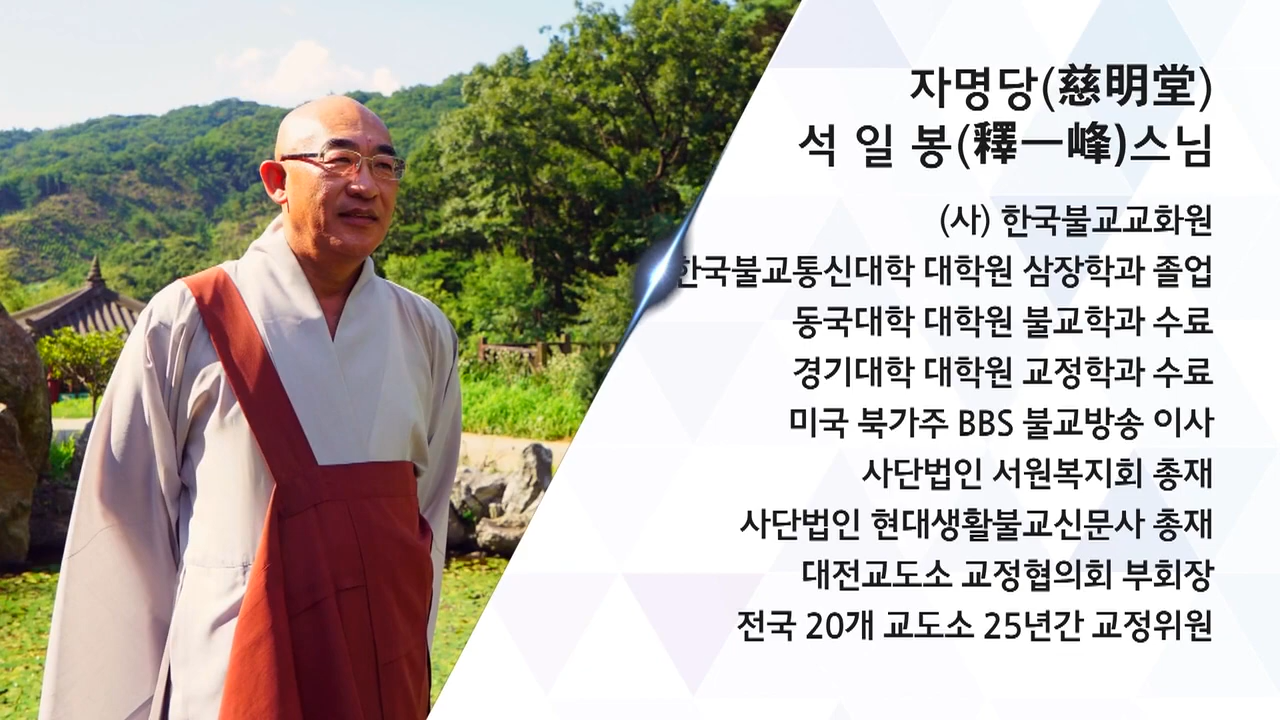 자명당(慈明堂)
석 일 봉(釋一峰)스님
(사) 한국불교교화원
한국불교통신대학 대학원 삼장학과 졸업
동국대학 대학원 불교학과 수료
경기대학 대학원 교정학과 수료
미국 북가주 BBS 불교방송 이사
사단법인 서원복지회 총재
사단법인 현대생활불교신문사 총재
대전교도소 교정협의회 부회장
전국 20개 교도소 25년간 교정위원